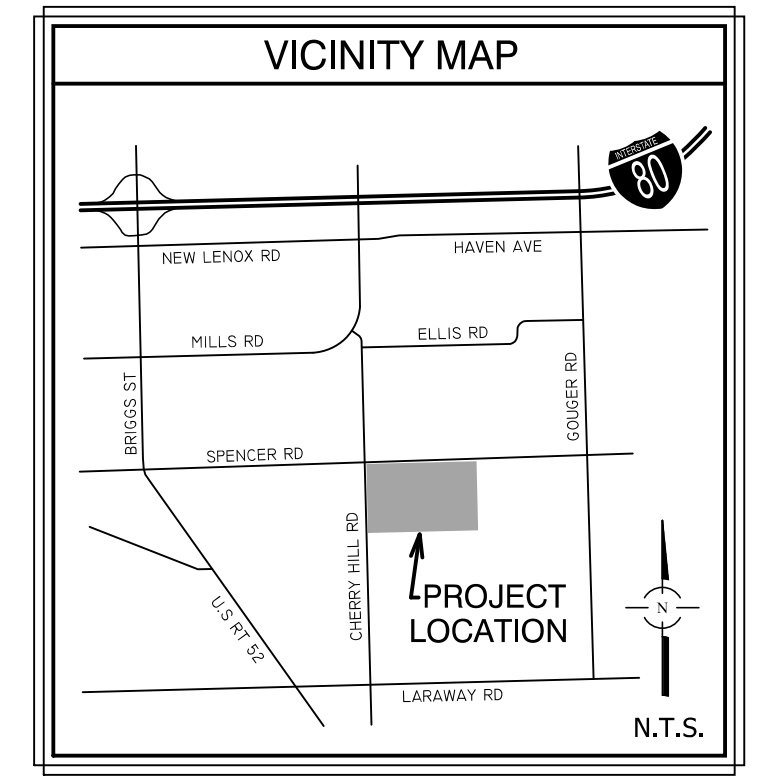 VICINITY MAP
INTERSTATE
80
NEW LENOX RD
HAVEN AVE
MILLS RD
ELLIS RD
BRIGGS ST
GOUGER RD
SPENCER RD
CHERRY HILL RD
U.S RT 52
PROJECT
LOCATION
N
LARAWAY RD
N.T.S.